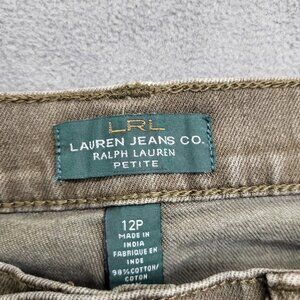 LRL
LAUREN JEANS CO.
RALPH LAUREN
PETITE
12P
MADE IN
INDIA
FABRIQUE EN
INDE
98% COTTON/
COTON